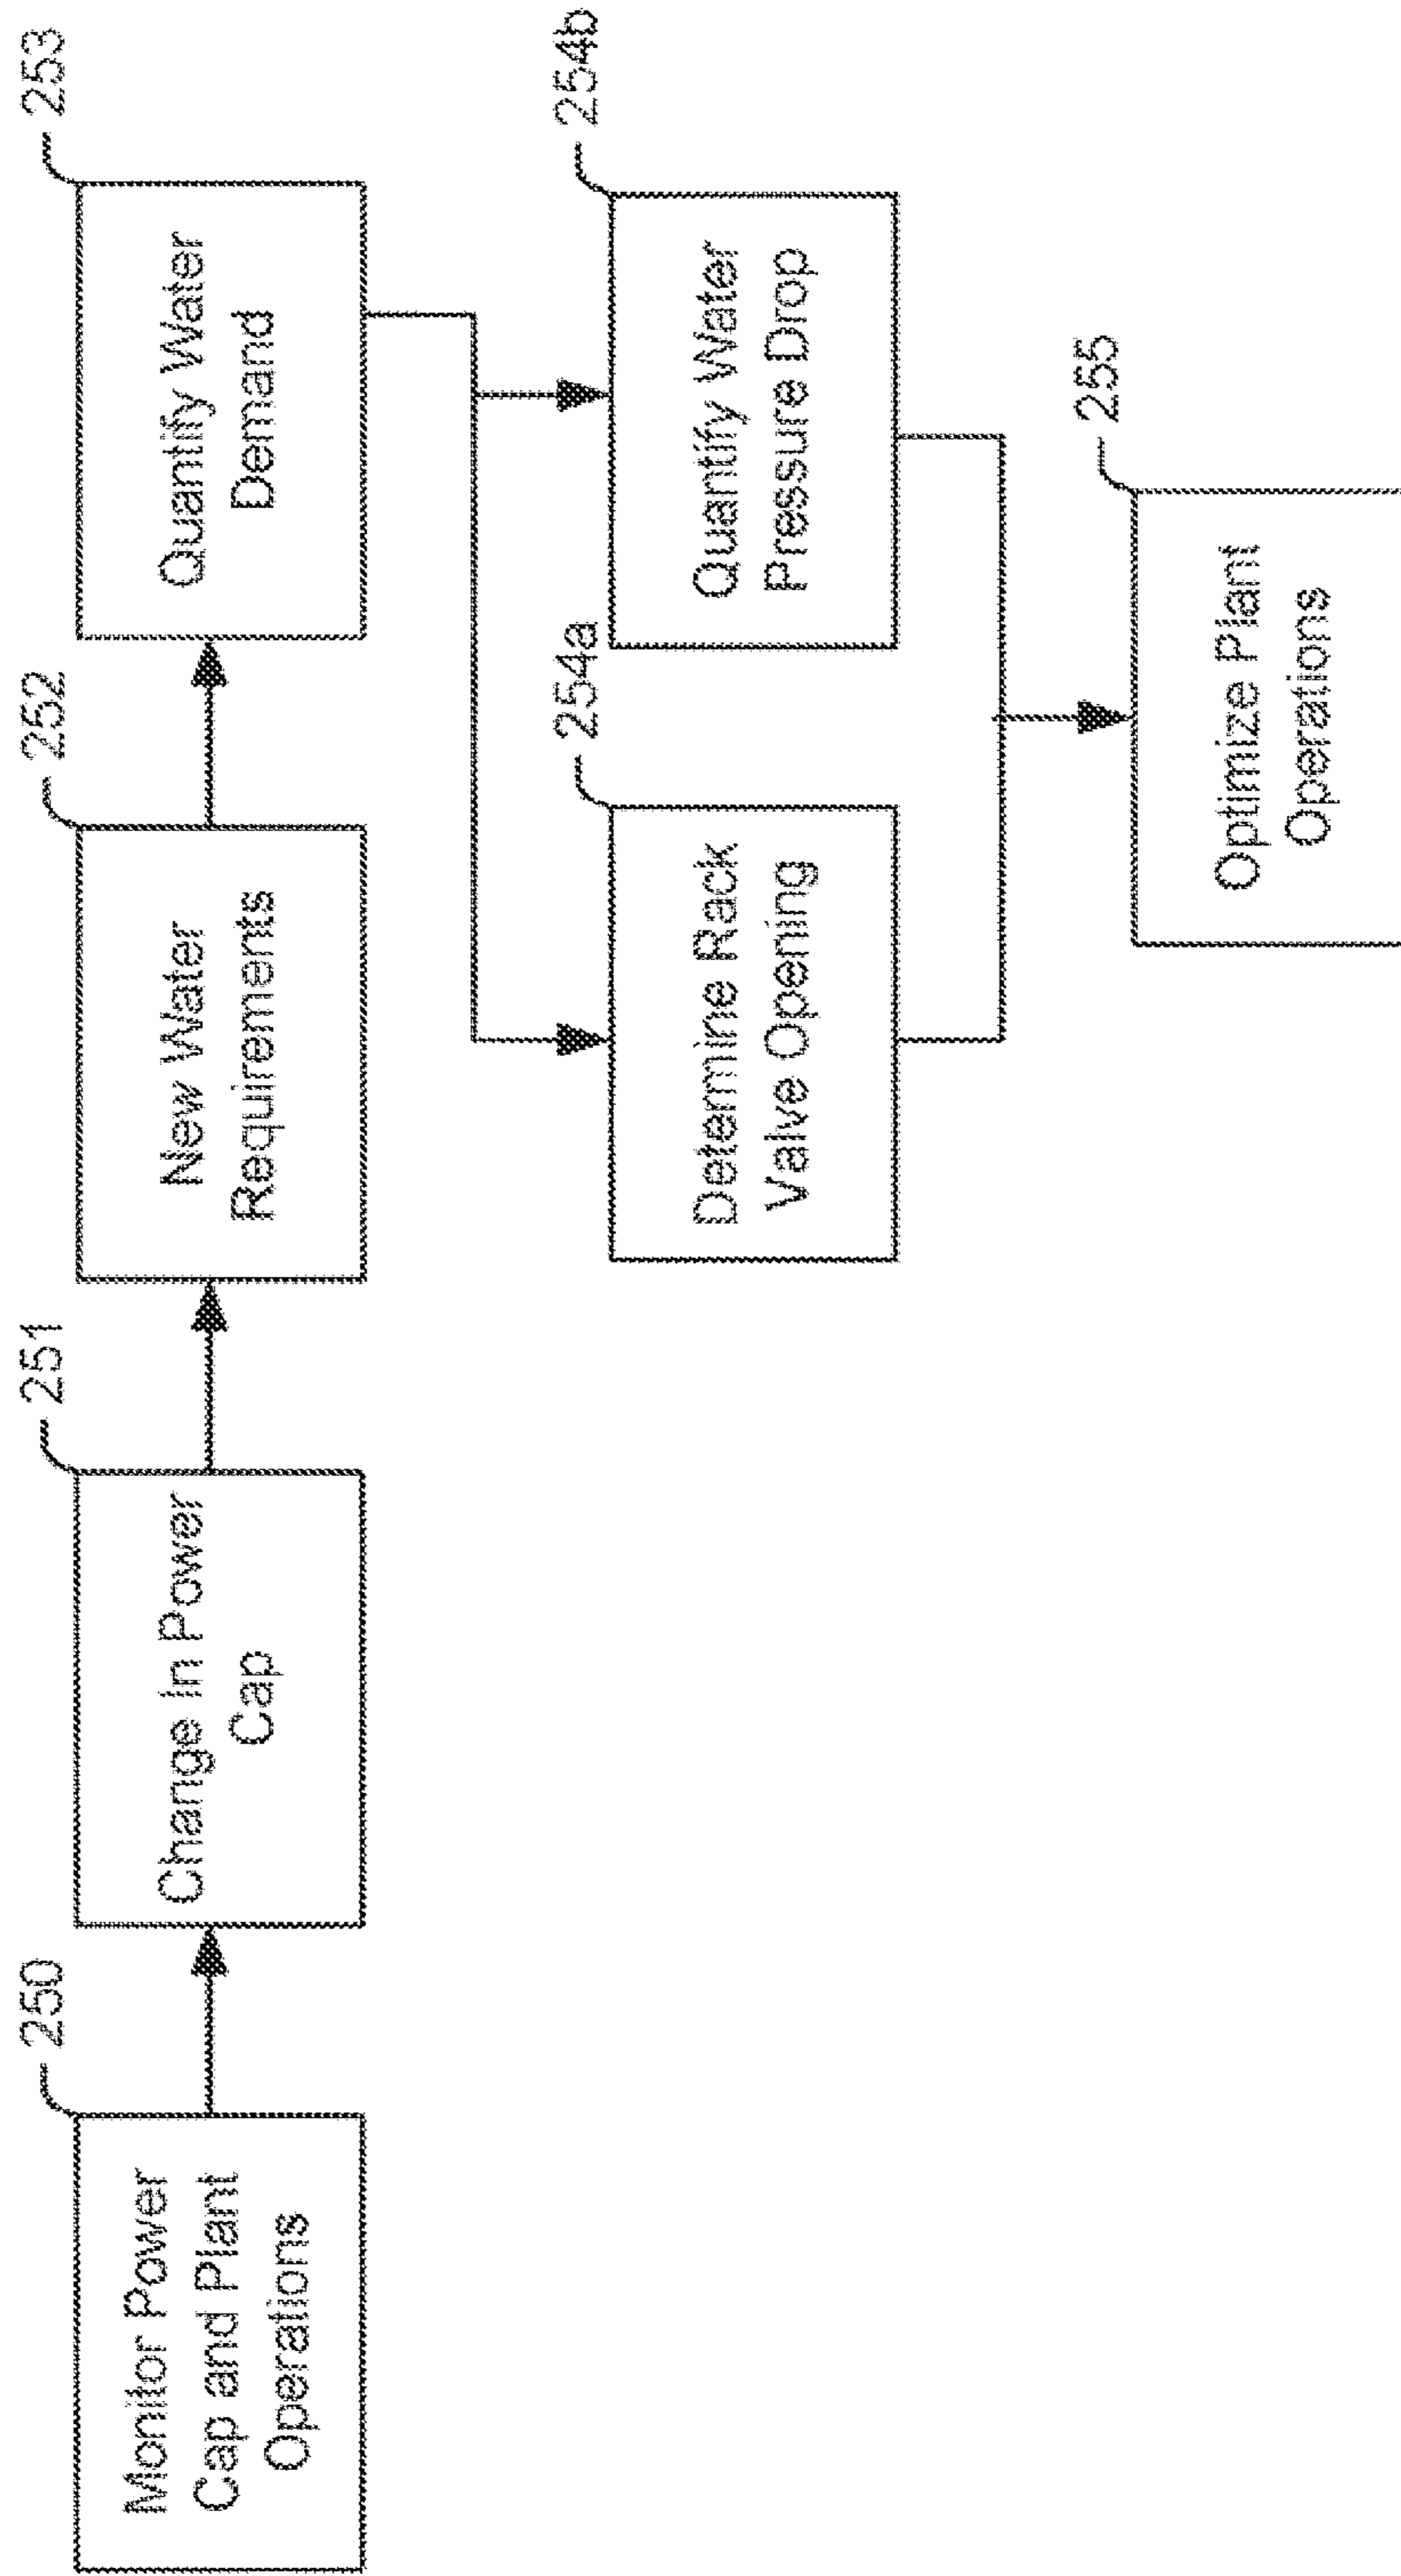 250
Monitor Power
Cap and Plant
Operations
251
Change In Power
Cap
252
New Water
Requirements
253
Quantify Water
Demand
254a
Determine Rack
Valve Opening
254b
Quantify Water
Pressure Drop
255
Optimize Plant
Operations